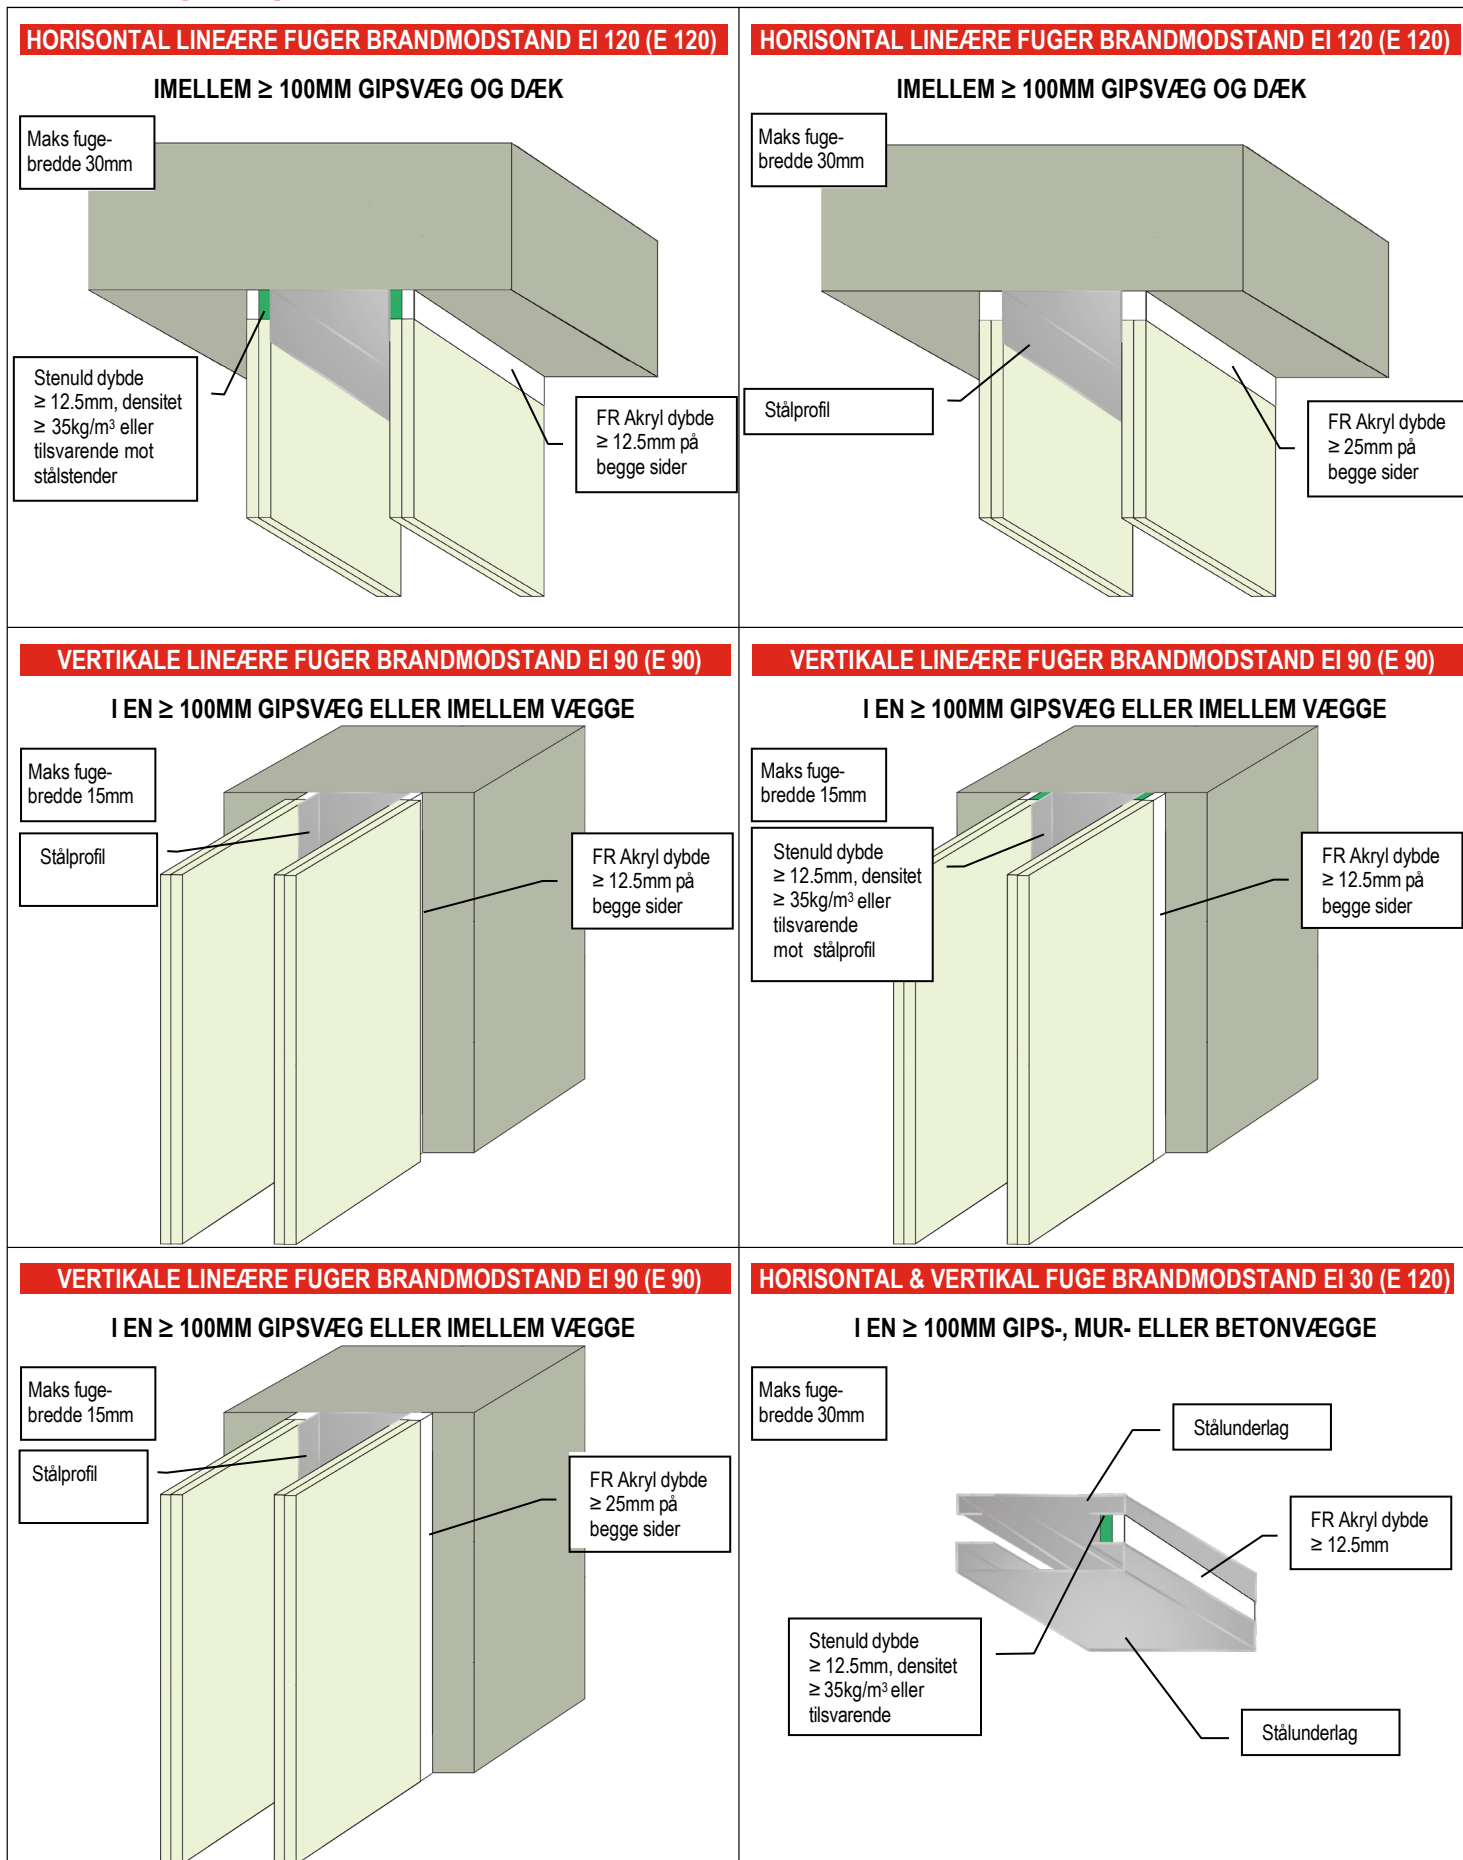 HORISONTAL LINEÆRE FUGER BRANDMODSTAND EI 120 (E 120)
IMELLEM ≥ 100MM GIPSVÆG OG DÆK
Maks fuge-
bredde 30mm
Stenuld dybde
≥ 12.5mm, densitet
≥ 35kg/m³ eller
tilsvarende mot
stålstender
FR Akryl dybde
≥ 12.5mm på
begge sider
HORISONTAL LINEÆRE FUGER BRANDMODSTAND EI 120 (E 120)
IMELLEM ≥ 100MM GIPSVÆG OG DÆK
Maks fuge-
bredde 30mm
Stålprofil
FR Akryl dybde
≥ 25mm på
begge sider
VERTIKALE LINEÆRE FUGER BRANDMODSTAND EI 90 (E 90)
I EN ≥ 100MM GIPSVÆG ELLER IMELLEM VÆGGE
Maks fuge-
bredde 15mm
Stålprofil
FR Akryl dybde
≥ 12.5mm på
begge sider
VERTIKALE LINEÆRE FUGER BRANDMODSTAND EI 90 (E 90)
I EN ≥ 100MM GIPSVÆG ELLER IMELLEM VÆGGE
Maks fuge-
bredde 15mm
Stenuld dybde
≥ 12.5mm, densitet
≥ 35kg/m³ eller
tilsvarende
mot stålprofil
FR Akryl dybde
≥ 12.5mm på
begge sider
VERTIKALE LINEÆRE FUGER BRANDMODSTAND EI 90 (E 90)
I EN ≥ 100MM GIPSVÆG ELLER IMELLEM VÆGGE
Maks fuge-
bredde 15mm
Stålprofil
FR Akryl dybde
≥ 25mm på
begge sider
HORISONTAL & VERTIKAL FUGE BRANDMODSTAND EI 30 (E 120)
I EN ≥ 100MM GIPS-, MUR- ELLER BETONVÆGGE
Maks fuge-
bredde 30mm
Stålunderlag
FR Akryl dybde
≥ 12.5mm
Stenuld dybde
≥ 12.5mm, densitet
≥ 35kg/m³ eller
tilsvarende
Stålunderlag